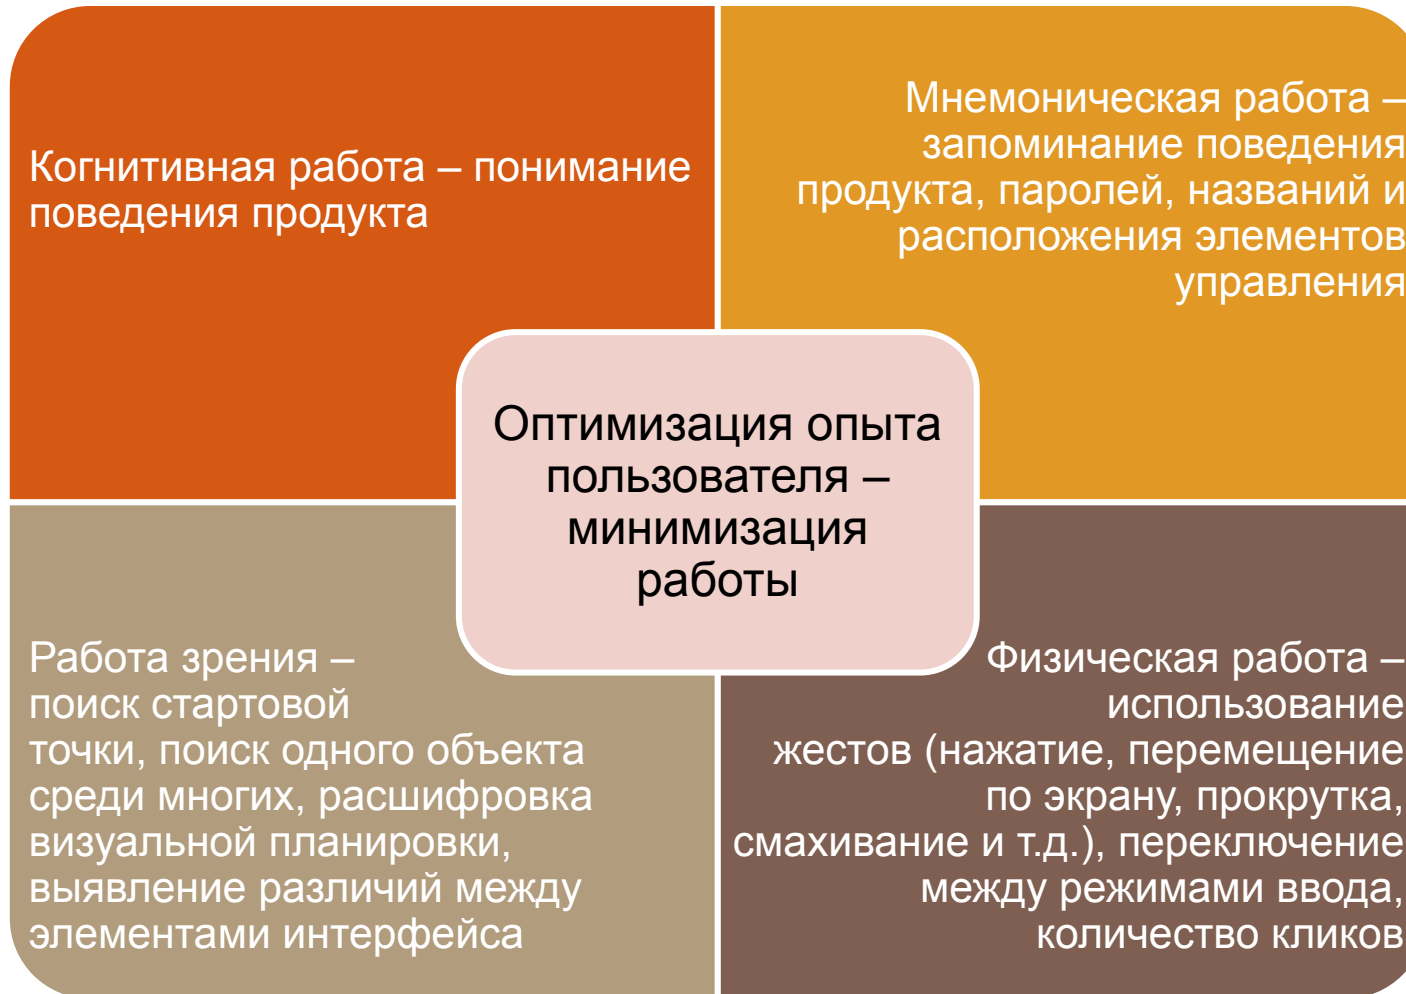 Когнитивная работа – понимание
поведения продукта
Мнемоническая работа –
запоминание поведения
продукта, паролей, названий и
расположения элементов
управления
Оптимизация опыта
пользователя –
минимизация
работы
Работа зрения –
поиск стартовой
точки, поиск одного объекта
среди многих, расшифровка
визуальной планировки,
выявление различий между
элементами интерфейса
Физическая работа –
использование
жестов (нажатие, перемещение
по экрану, прокрутка,
смахивание и т.д.), переключение
между режимами ввода,
количество кликов